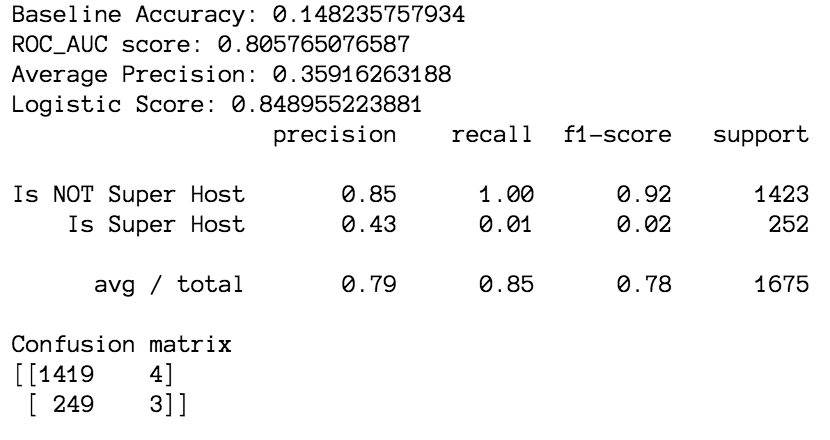 Baseline Accuracy: 0.148235757934
ROC_AUC score: 0.805765076587
Average Precision: 0.35916263188
Logistic Score: 0.848955223881
precision recall f1-score support
Is NOT Super Host 0.85 1.00 0.92 1423
Is Super Host 0.43 0.01 0.02 252
avg / total 0.79 0.85 0.78 1675
Confusion matrix
[[1419 4]
[ 249 3]]